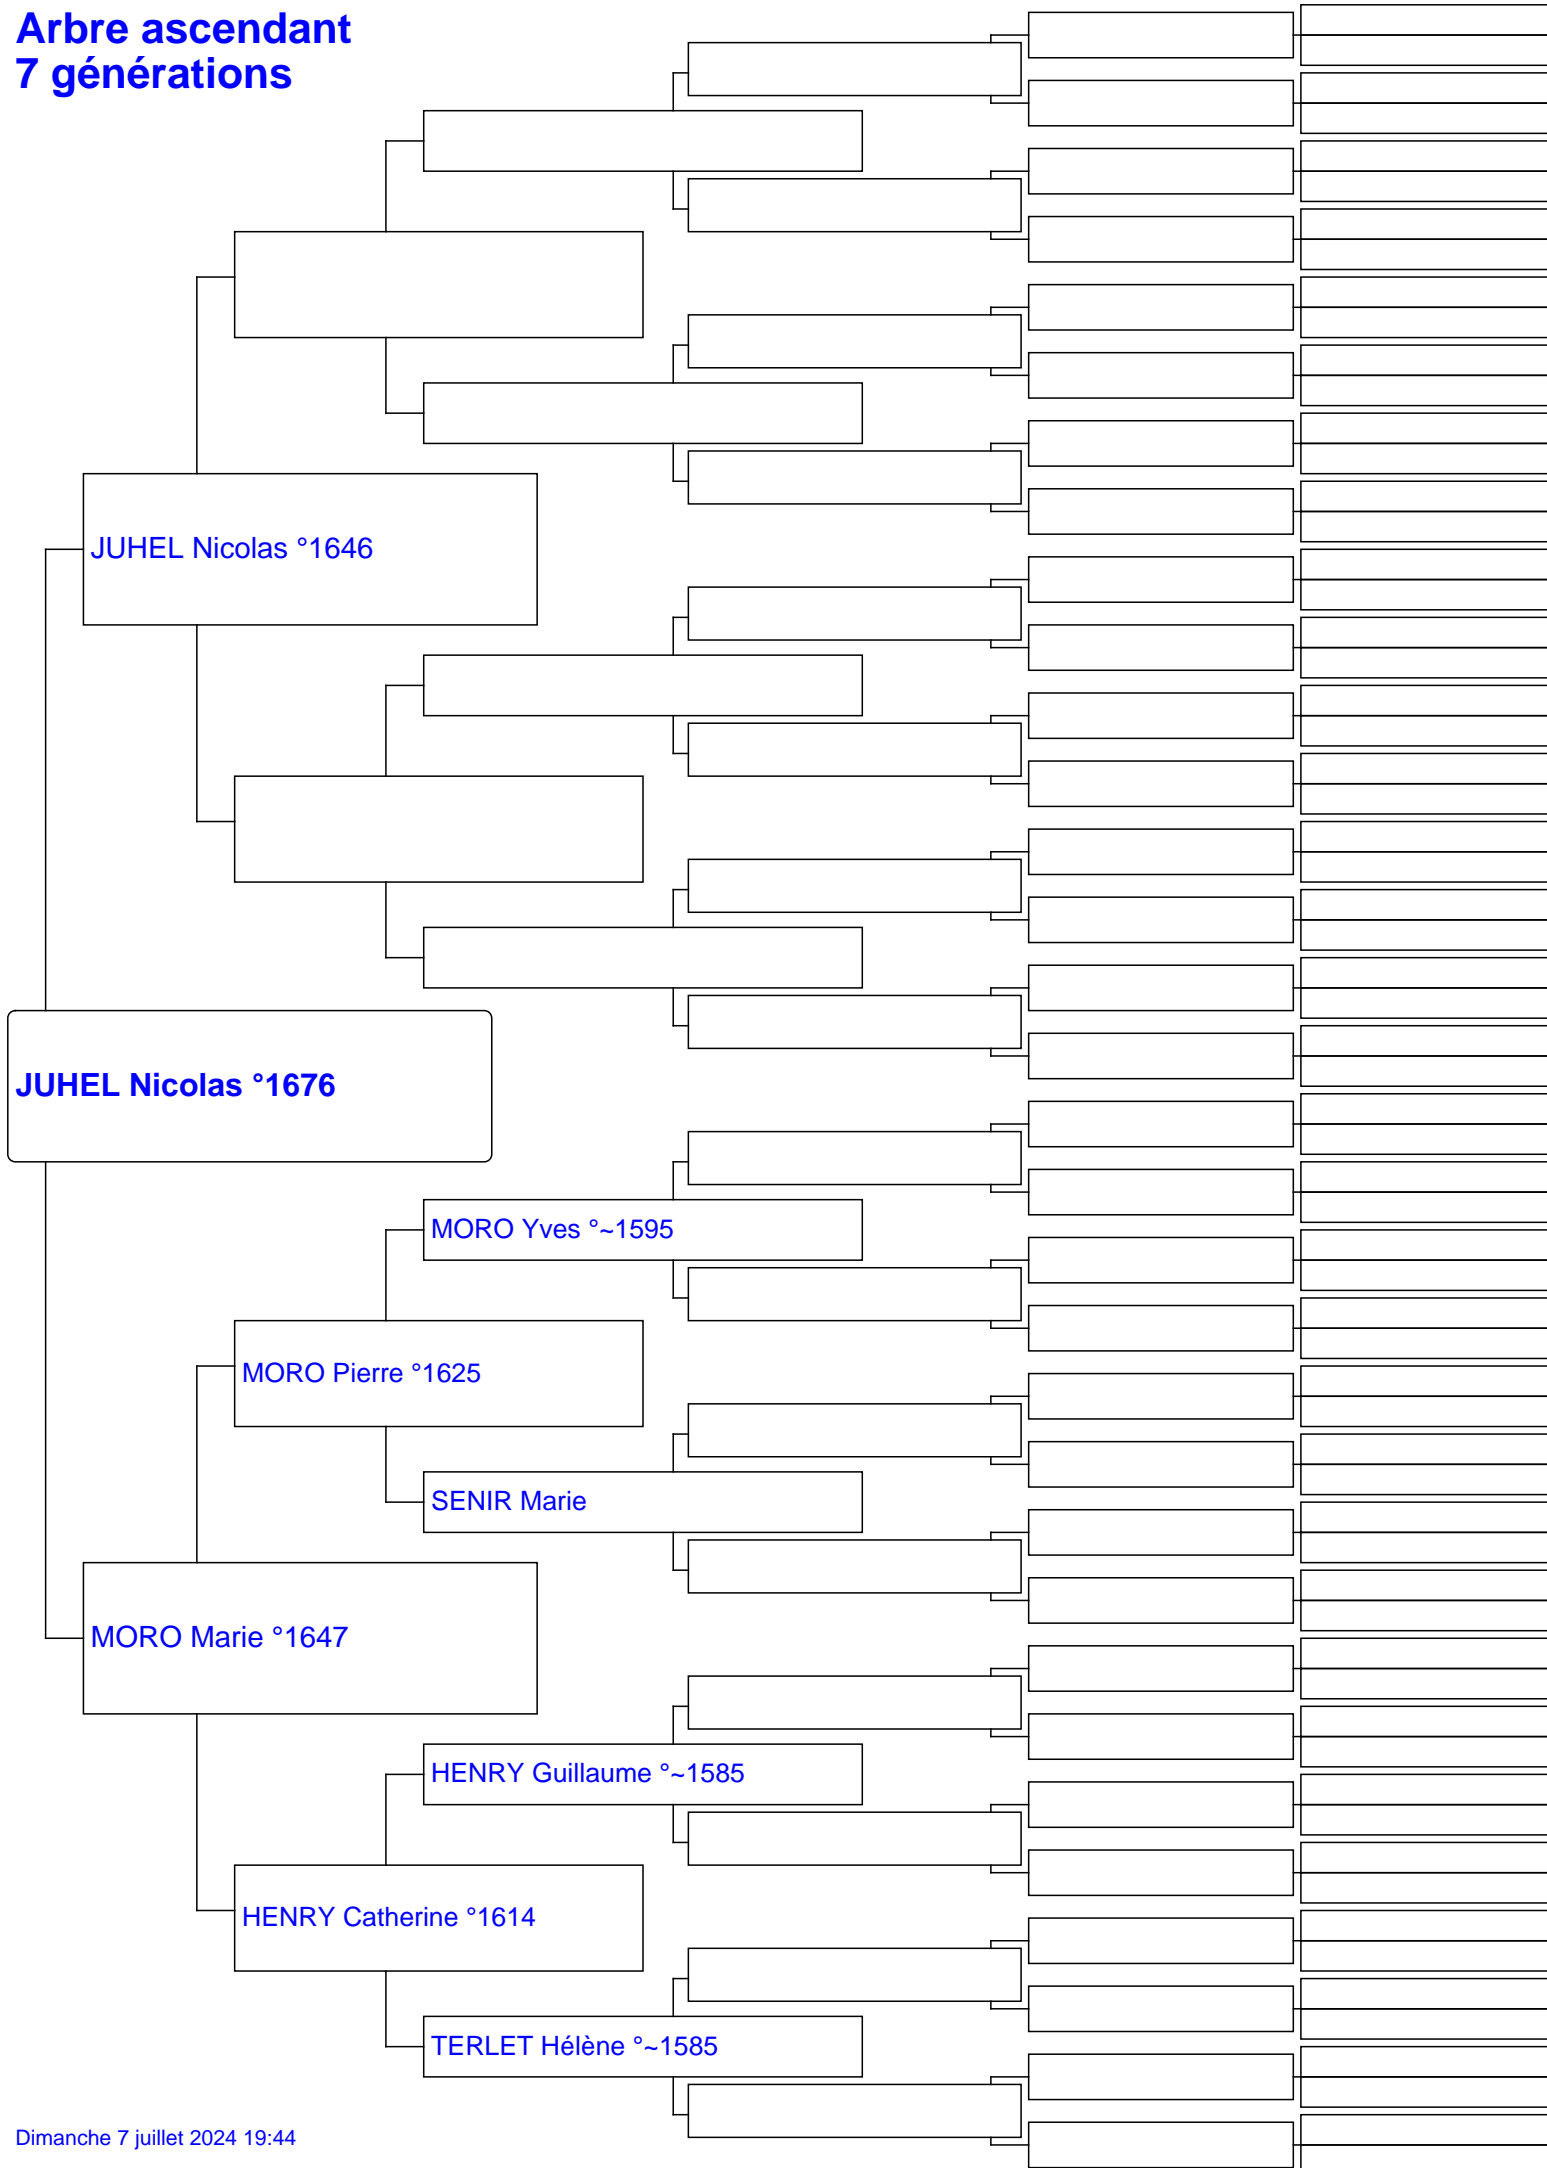 Arbre ascendant
7 générations
JUHEL Nicolas °1646
JUHEL Nicolas °1676
MORO Yves °~1595
MORO Pierre °1625
SENIR Marie
MORO Marie °1647
HENRY Guillaume °~1585
HENRY Catherine °1614
TERLET Hélène °~1585
Dimanche 7 juillet 2024 19:44